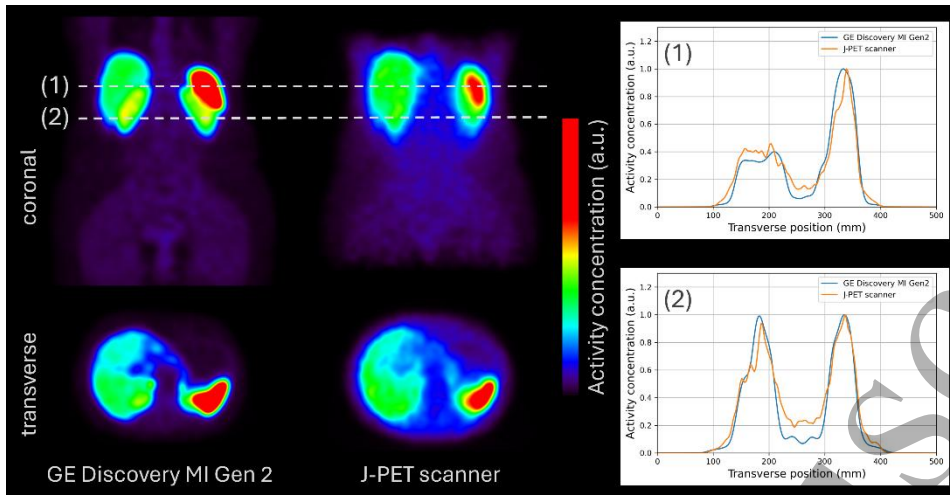 (1)
(2)
coronal
transverse
GE Discovery MI Gen 2
J-PET scanner
Activity concentration (a.u.)
(1)
GE Discovery MI Gen2
J-PET scanner
Activity concentration (a.u.)
1.2
1.0
0.8
0.6
0.4
0.2
0.0
0
100
200
300
400
500
Transverse position (mm)
(2)
GE Discovery MI Gen2
J-PET scanner
Activity concentration (a.u.)
1.2
1.0
0.8
0.6
0.4
0.2
0.0
0
100
200
300
400
500
Transverse position (mm)